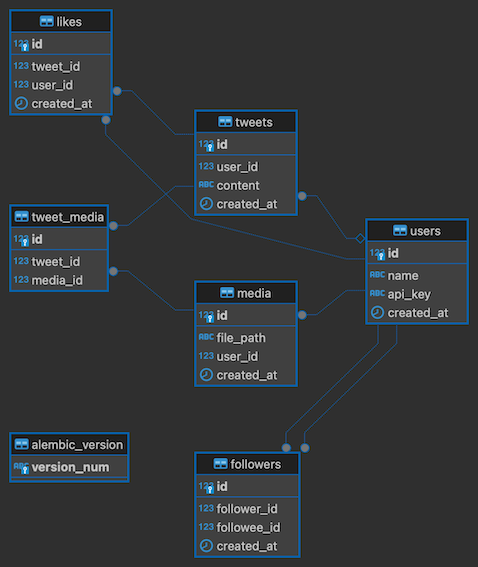 likes
123 id
123 tweet_id
123 user_id
created_at
tweets
123 id
123 user_id
ABC content
created_at
tweet_media
123 id
123 tweet_id
123 media_id
users
123 id
ABC name
ABC api_key
created_at
media
123 id
ABC file_path
123 user_id
created_at
alembic_version
ABC version_num
followers
123 id
123 follower_id
123 followee_id
created_at